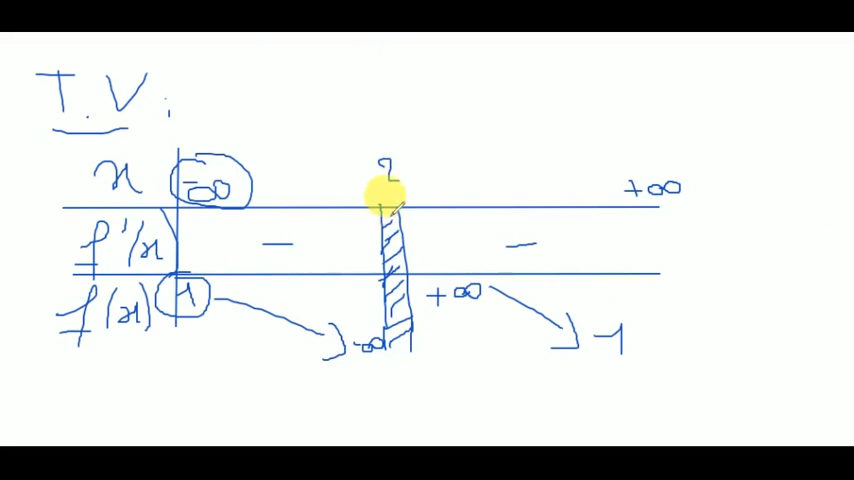 T.V.
x -∞ 2 +∞
f'(x) - -
f(x) 1 -∞ +∞ -1